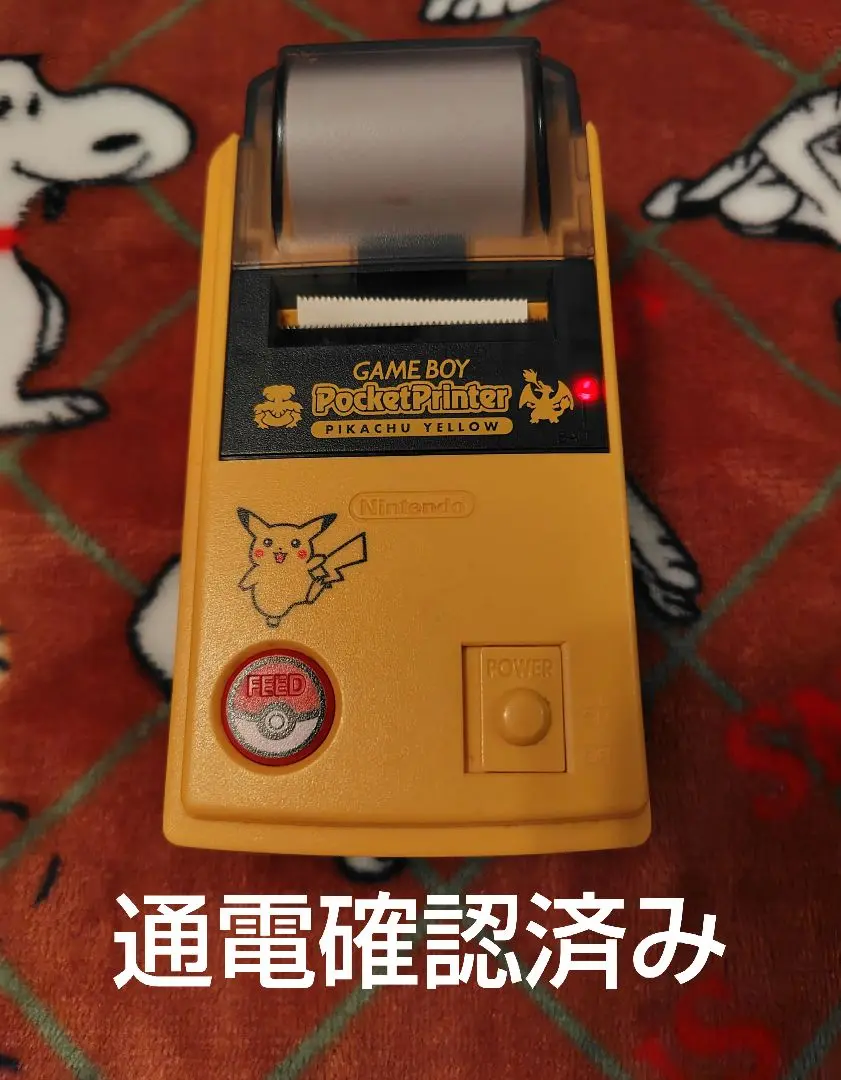 GAME BOY
PocketPrinter
PIKACHU YELLOW
Nintendo
FEED
POWER
通電確認済み